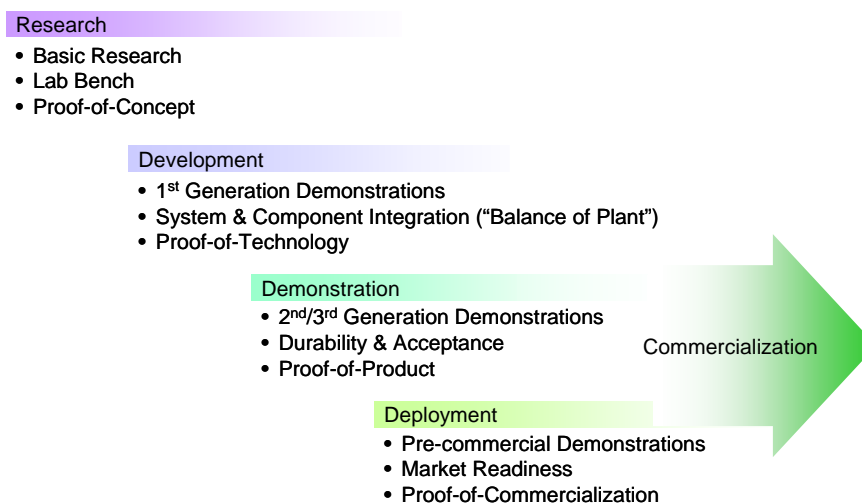 Research
• Basic Research
• Lab Bench
• Proof-of-Concept
Development
• 1st Generation Demonstrations
• System & Component Integration (“Balance of Plant”)
• Proof-of-Technology
Demonstration
• 2nd/3rd Generation Demonstrations
• Durability & Acceptance
• Proof-of-Product
Commercialization
Deployment
• Pre-commercial Demonstrations
• Market Readiness
• Proof-of-Commercialization